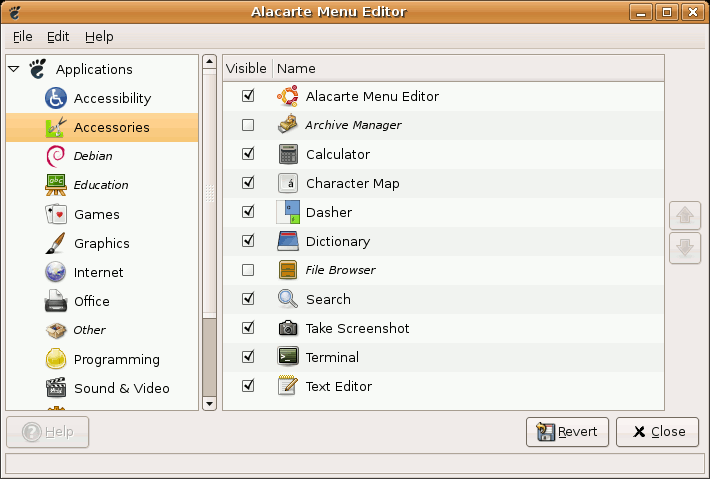 Alacarte Menu Editor
File Edit Help
Applications
Accessibility
Accessories
Debian
Education
Games
Graphics
Internet
Office
Other
Programming
Sound & Video
Visible Name
Alacarte Menu Editor
Archive Manager
Calculator
Character Map
Dasher
Dictionary
File Browser
Search
Take Screenshot
Terminal
Text Editor
Help
Revert
Close